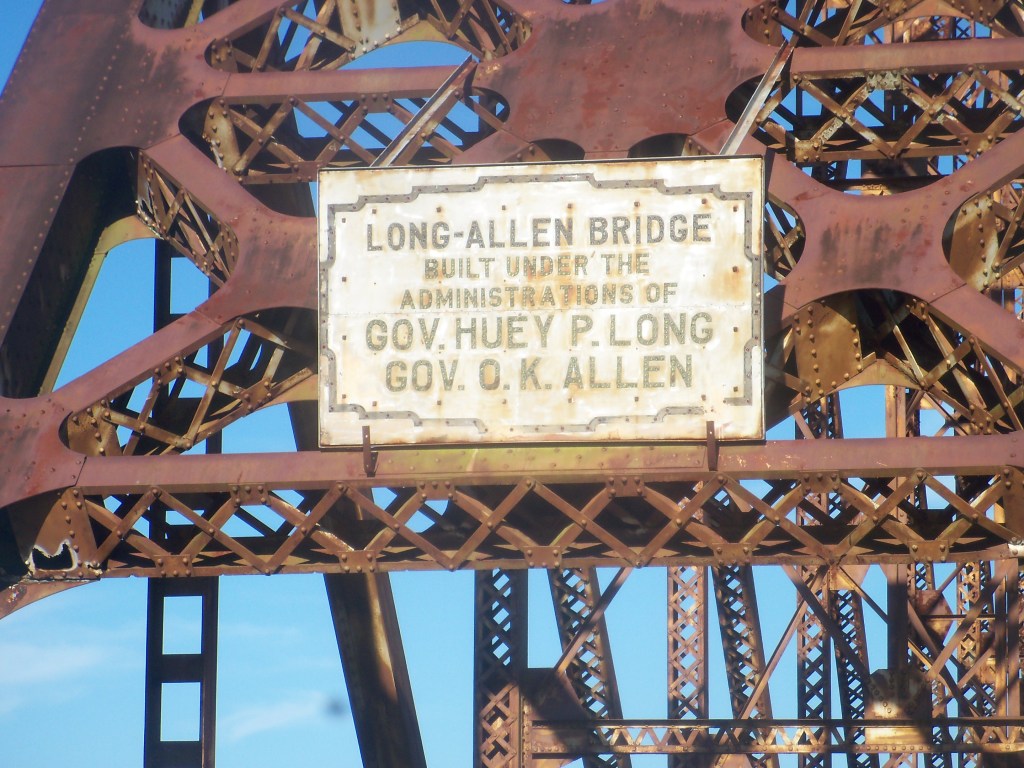 LONG-ALLEN BRIDGE
BUILT UNDER THE
ADMINISTRATIONS OF
GOV. HUEY P. LONG
GOV. O. K. ALLEN